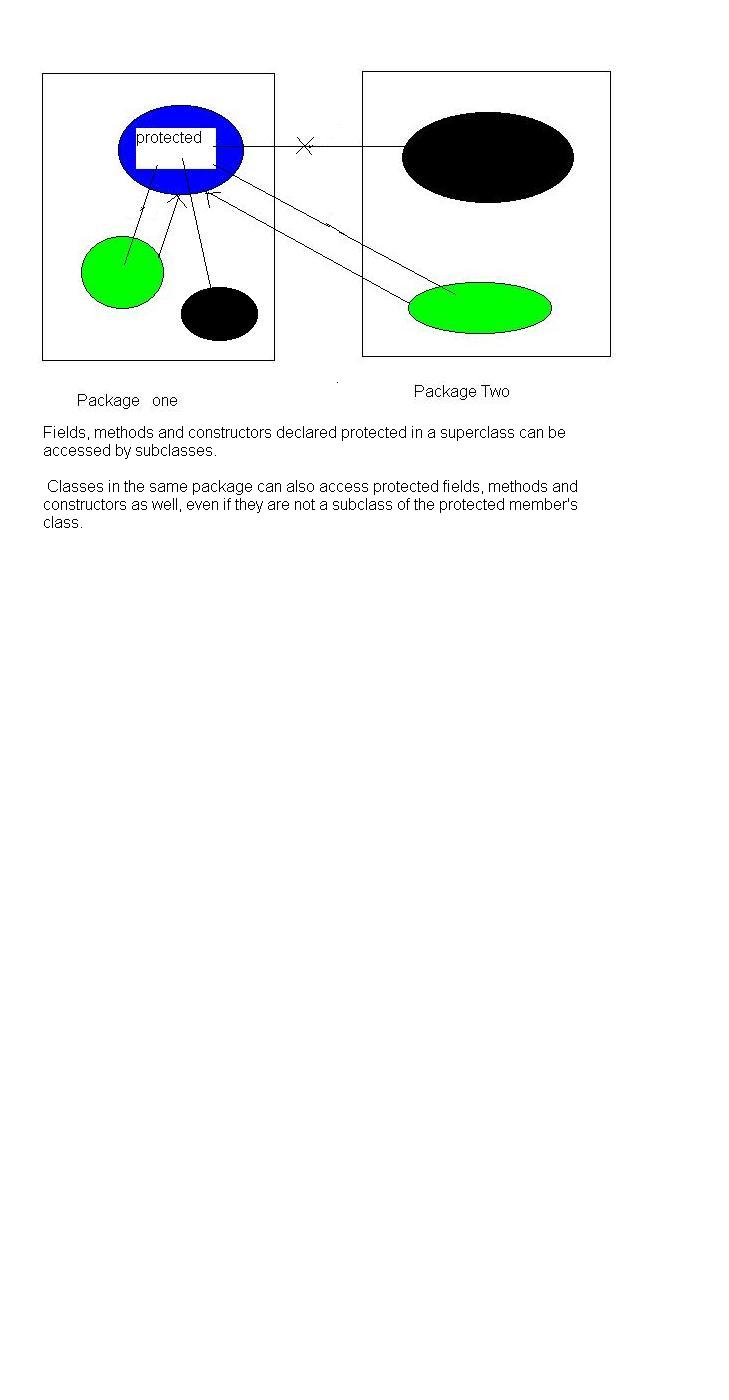 protected
Package one
Package Two
Fields, methods and constructors declared protected in a superclass can be
accessed by subclasses.
Classes in the same package can also access protected fields, methods and
constructors as well, even if they are not a subclass of the protected member's
class.